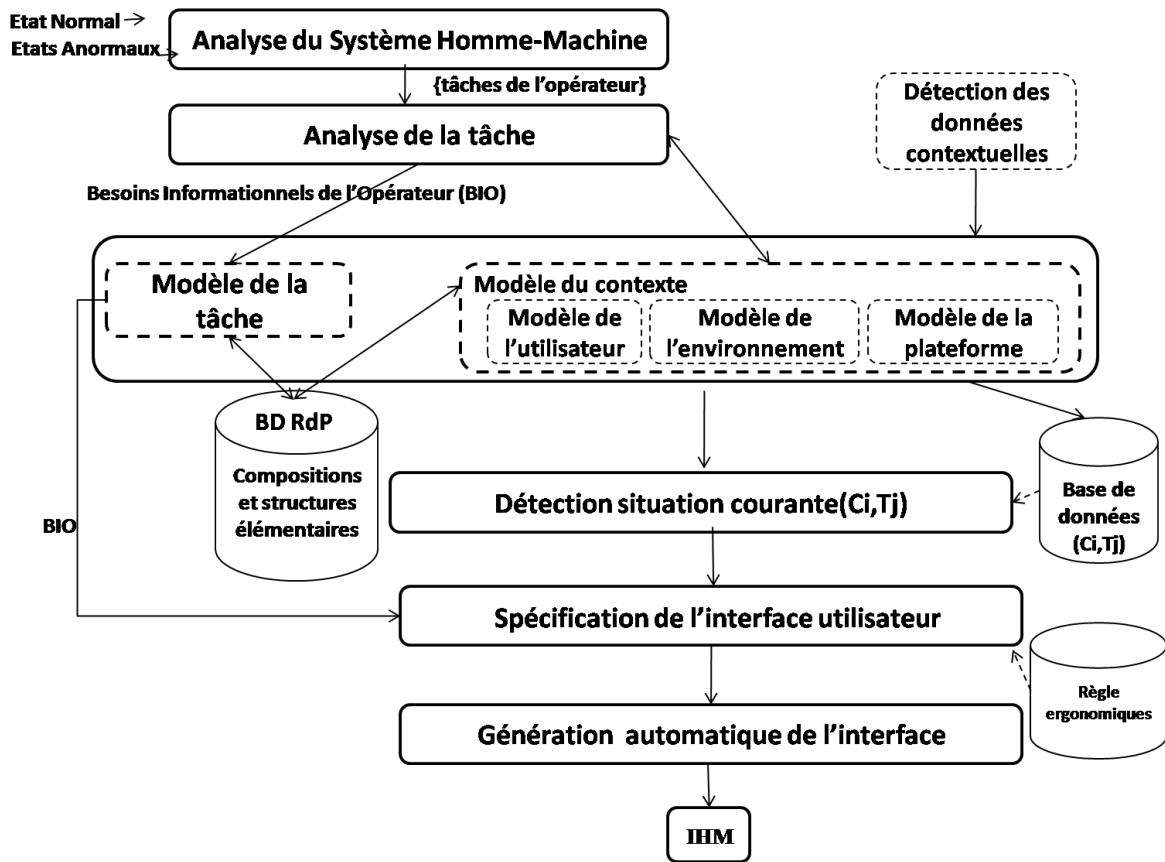 Etat Normal
Etats Anormaux
Analyse du Système Homme-Machine
{tâches de l'opérateur}
Analyse de la tâche
Détection des
données
contextuelles
Besoins Informationnels de l'Opérateur (BIO)
Modèle de la
tâche
Modèle du contexte
Modèle de
l'utilisateur
Modèle de
l'environnement
Modèle de la
plateforme
BD RdP
Compositions
et structures
élémentaires
Détection situation courante(Ci,Tj)
Base de
données
(Ci,Tj)
BIO
Spécification de l'interface utilisateur
Règle
ergonomiques
Génération automatique de l'interface
IHM